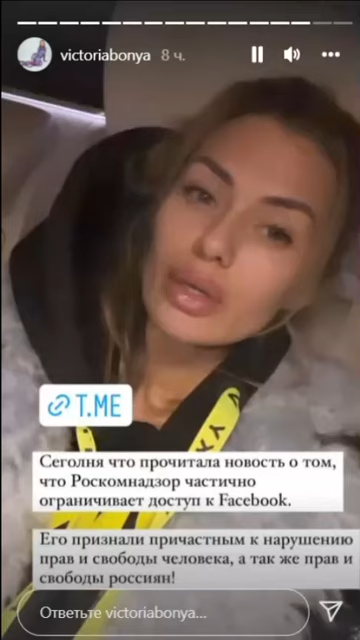 victoriabonya 8 ч.
T.ME
Сегодня что прочитала новость о том,
что Роскомнадзор частично
ограничивает доступ к Facebook.
Его признали причастным к нарушению
прав и свободы человека, а так же прав и
свободы россиян!
Ответьте victoriabonya...